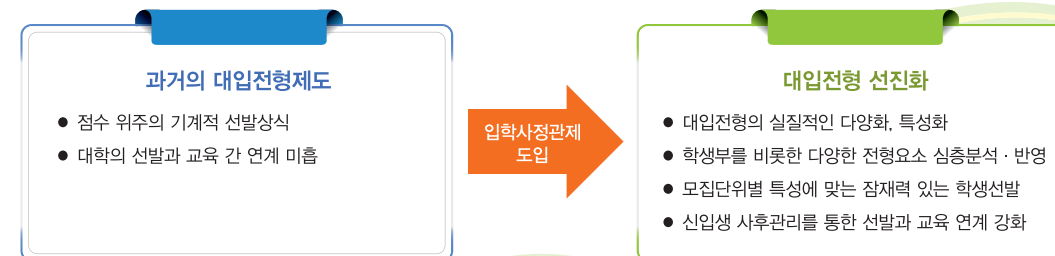 과거의 대입전형제도
● 점수 위주의 기계적 선발상식
● 대학의 선발과 교육 간 연계 미흡
입학사정관제
도입
대입전형 선진화
● 대입전형의 실질적인 다양화, 특성화
● 학생부를 비롯한 다양한 전형요소 심층분석 · 반영
● 모집단위별 특성에 맞는 잠재력 있는 학생선발
● 신입생 사후관리를 통한 선발과 교육 연계 강화